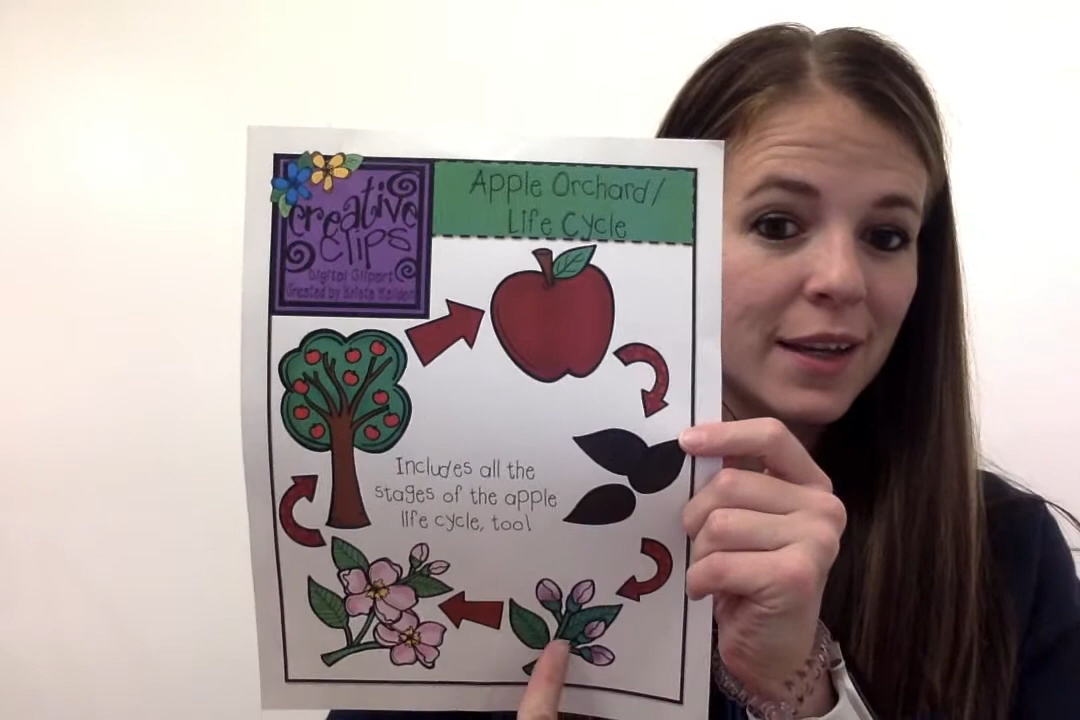 creative
clips
Digital Clipart
Created by Krista Wallden
Apple Orchard/
Life Cycle
Includes all the
stages of the apple
life cycle, too!